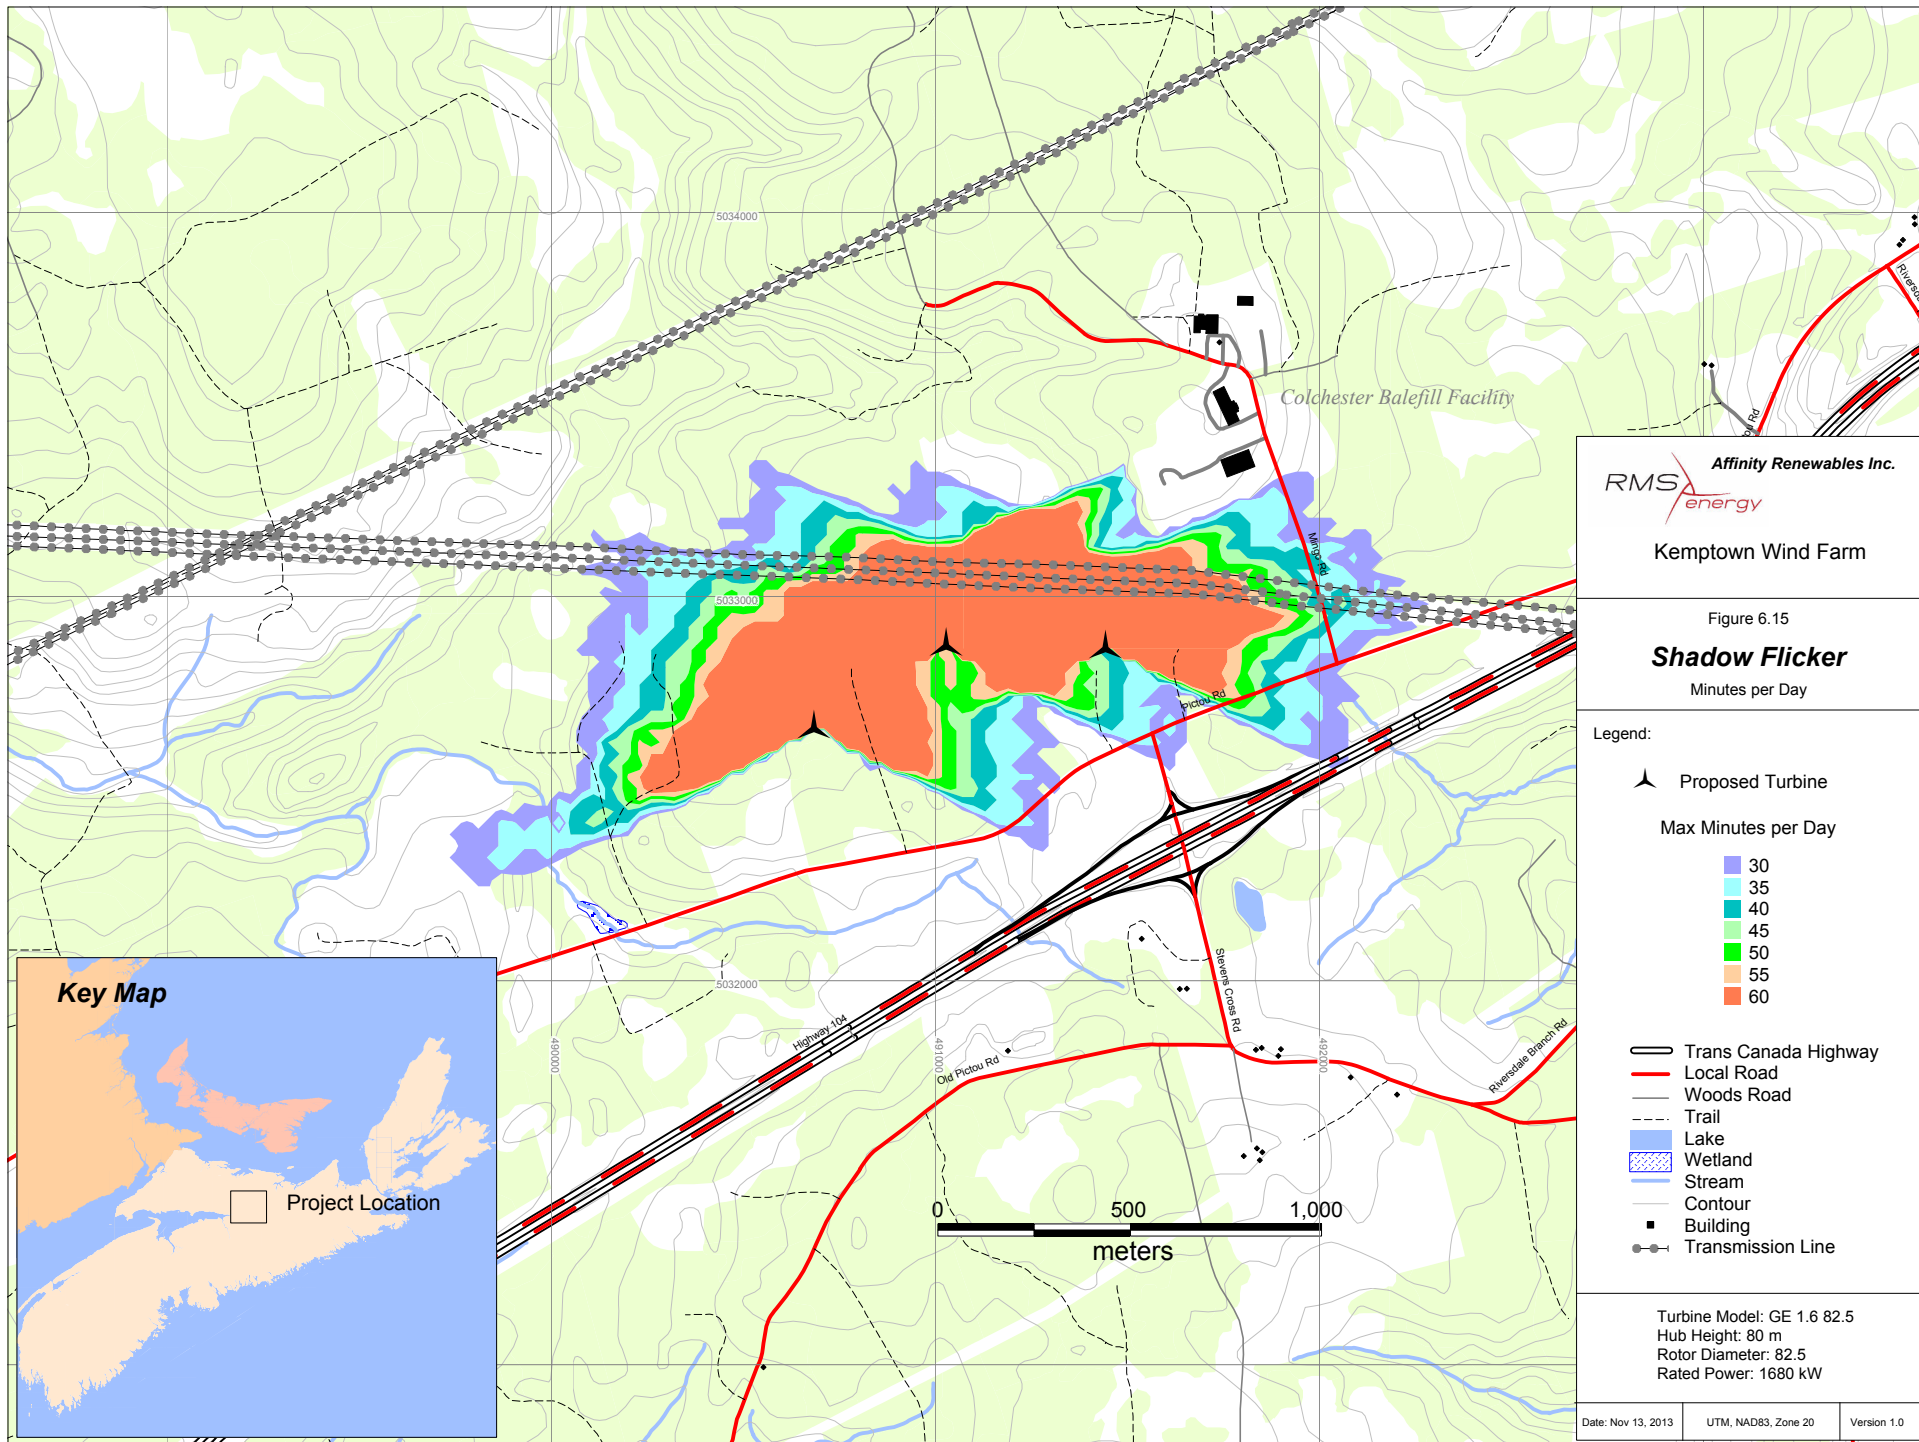 5034000
Colchester Balefill Facility
Riversd
ou Rd
Mingo Rd
5033000
Pictou Rd
5032000
Highway 104
Stevens Cross Rd
Old Pictou Rd
Riversdale Branch Rd
490000
491000
492000
0 500 1,000
meters
Key Map
Project Location
Affinity Renewables Inc.
RMS energy
Kemptown Wind Farm
Figure 6.15
Shadow Flicker
Minutes per Day
Legend:
Proposed Turbine
Max Minutes per Day
30
35
40
45
50
55
60
Trans Canada Highway
Local Road
Woods Road
Trail
Lake
Wetland
Stream
Contour
Building
Transmission Line
Turbine Model: GE 1.6 82.5
Hub Height: 80 m
Rotor Diameter: 82.5
Rated Power: 1680 kW
Date: Nov 13, 2013
UTM, NAD83, Zone 20
Version 1.0